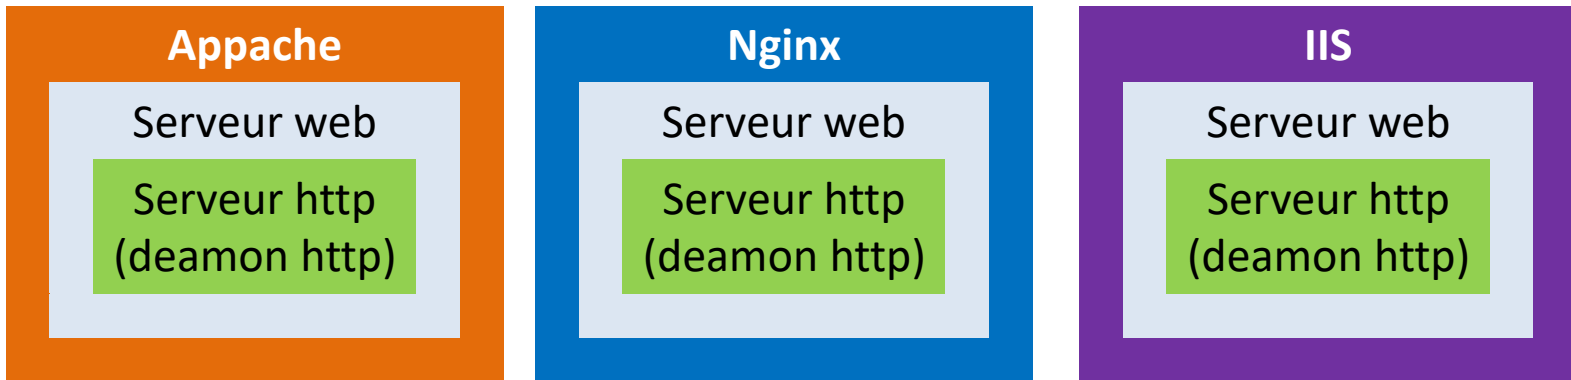 Appache
Serveur web
Serveur http
(deamon http)
Nginx
Serveur web
Serveur http
(deamon http)
IIS
Serveur web
Serveur http
(deamon http)